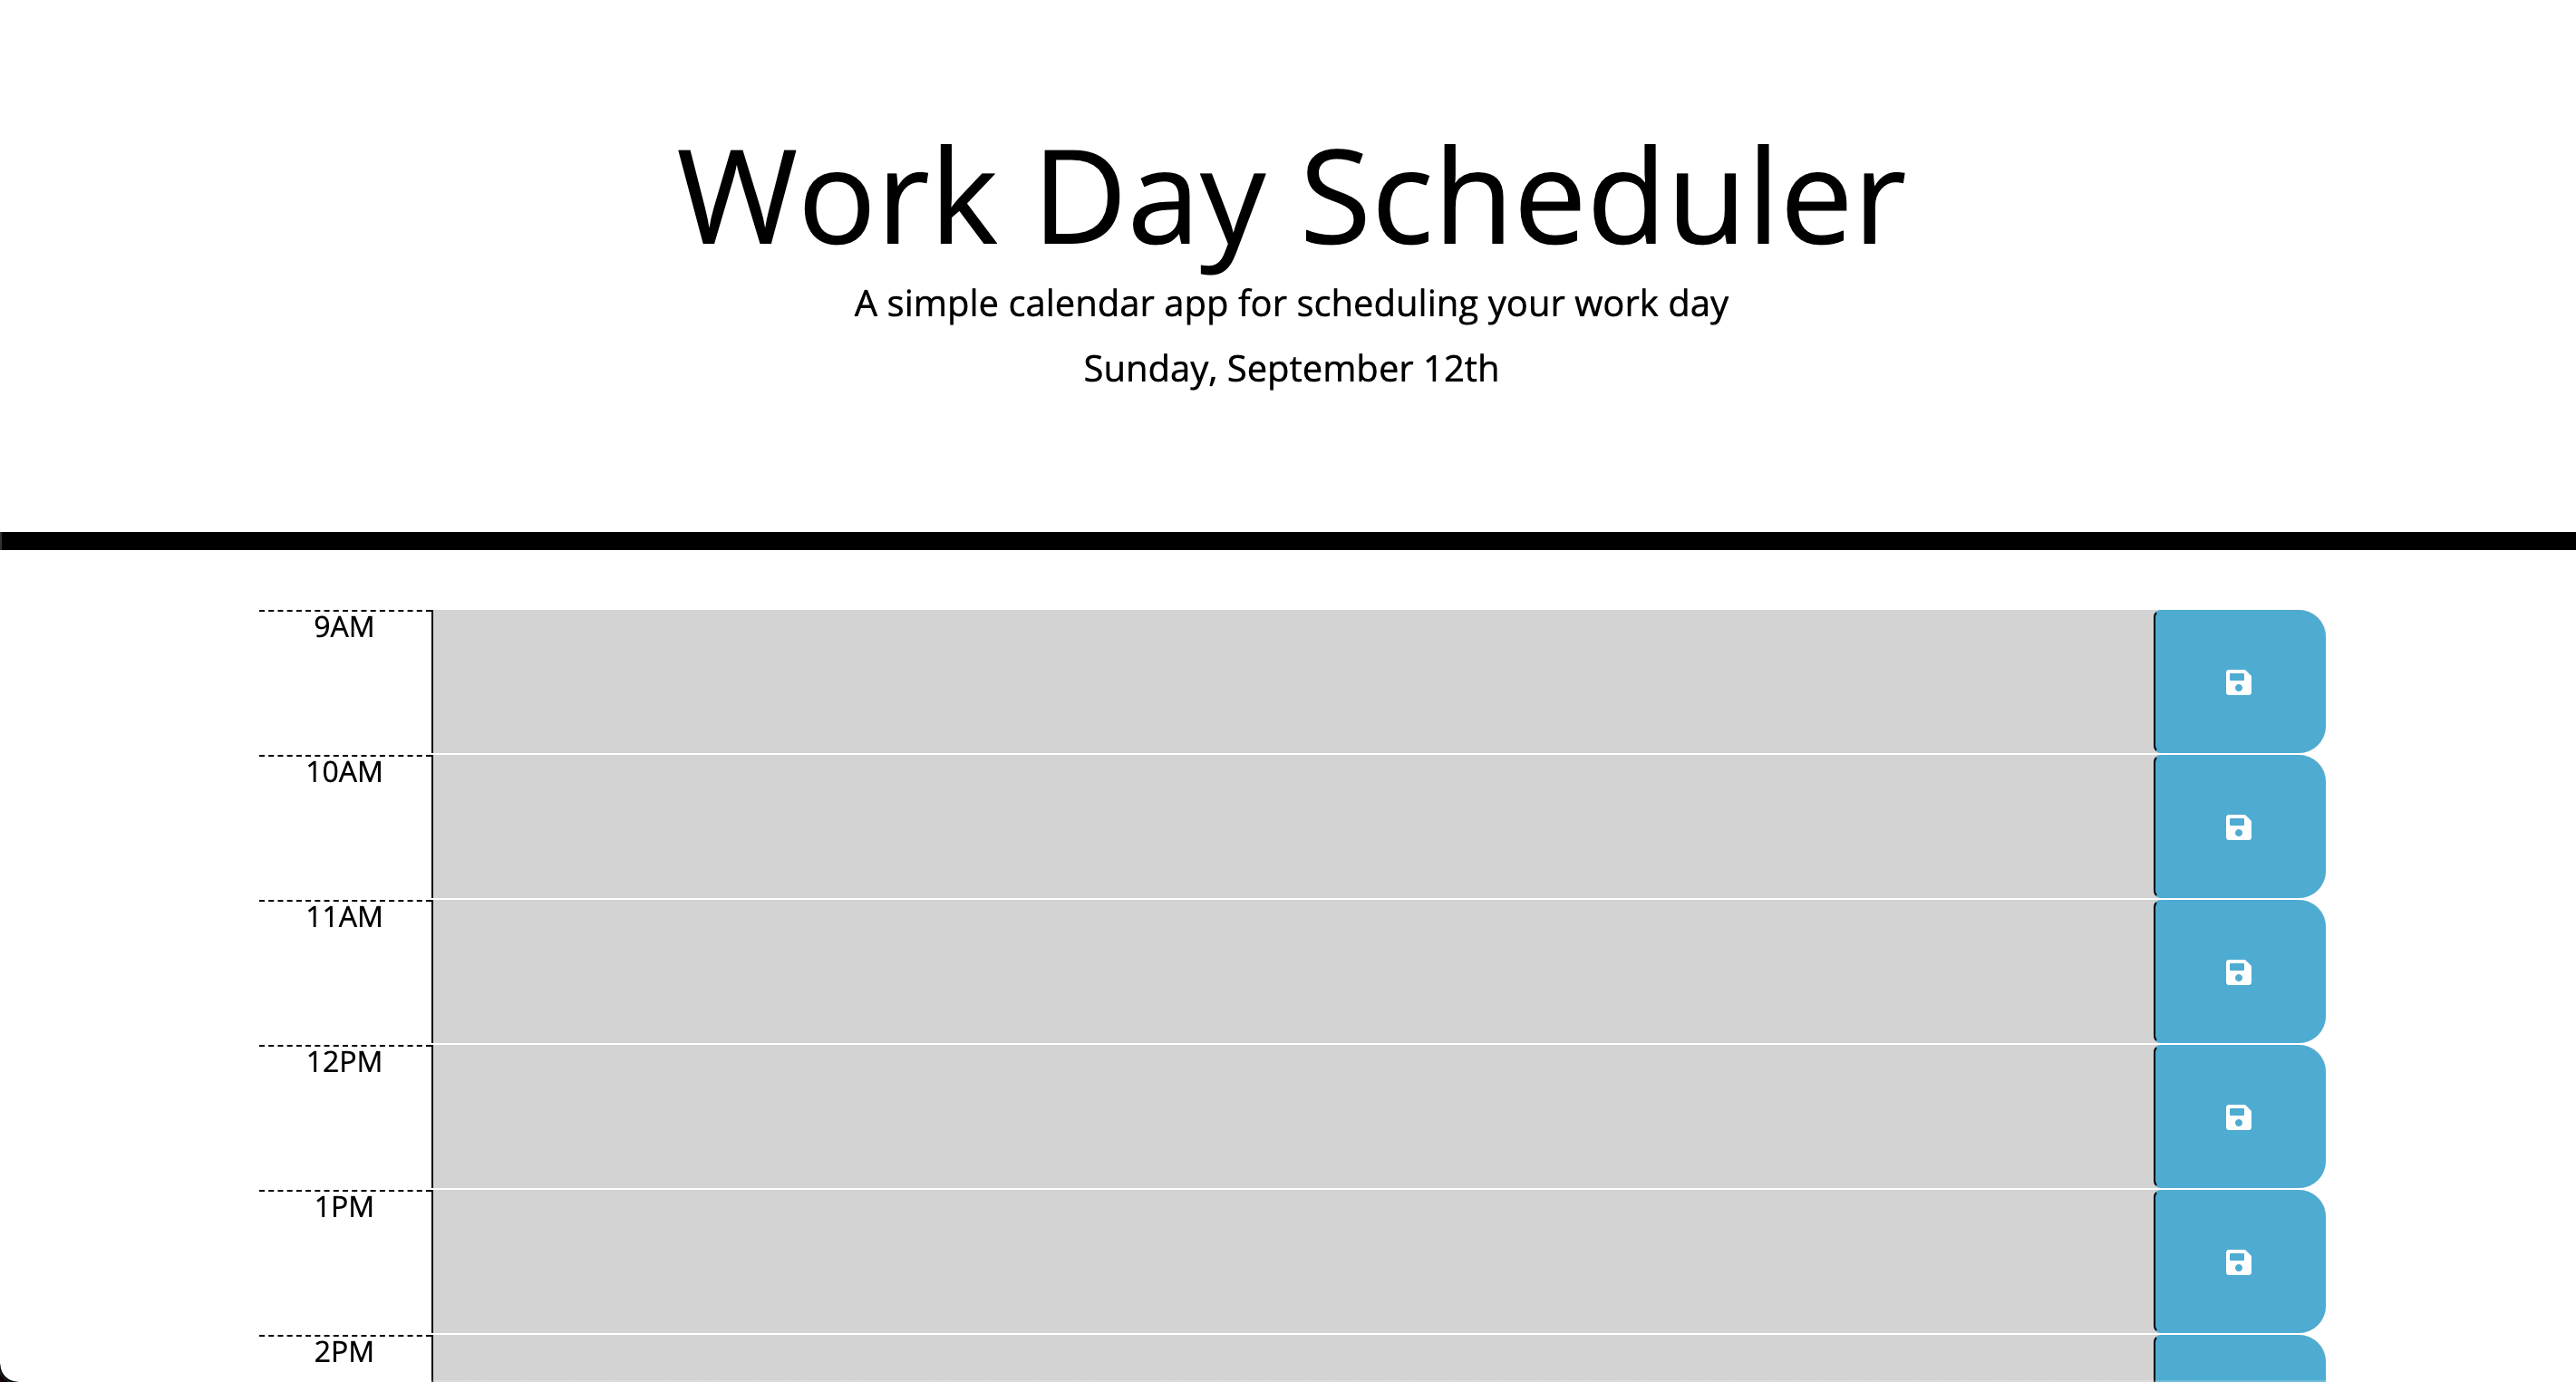 Work Day Scheduler
A simple calendar app for scheduling your work day
Sunday, September 12th
9AM
10AM
11AM
12PM
1PM
2PM